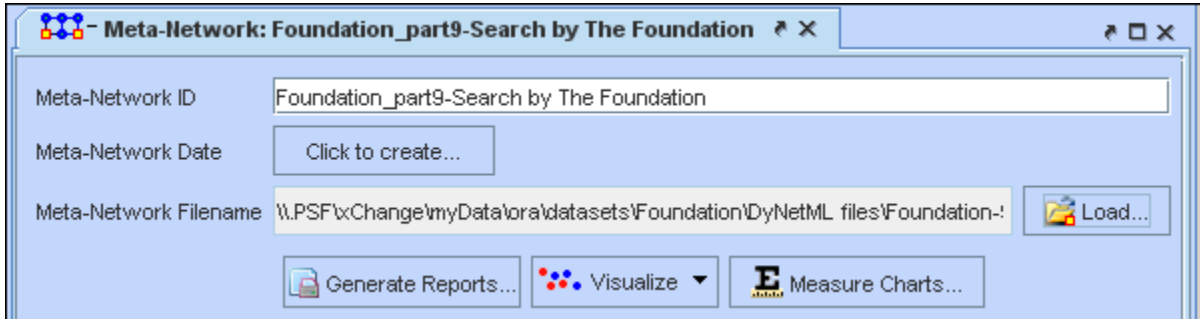 Meta-Network: Foundation_part9-Search by The Foundation
Meta-Network ID Foundation_part9-Search by The Foundation
Meta-Network Date Click to create...
Meta-Network Filename \\.PSF\xChange\myData\ora\datasets\Foundation\DyNetML files\Foundation- Load...
Generate Reports... Visualize Measure Charts...